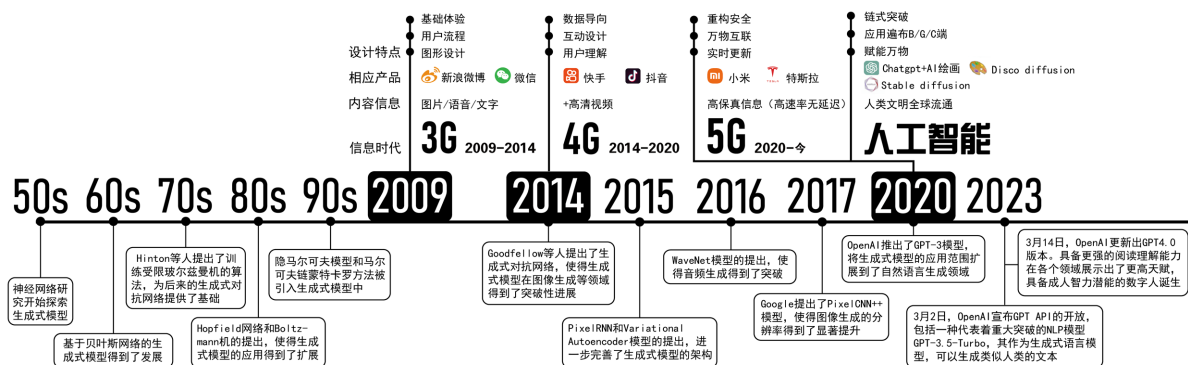 基础体验
用户流程
设计特点 图形设计
相应产品 新浪微博 微信
内容信息 图片/语音/文字
信息时代 3G 2009-2014
数据导向
互动设计
用户理解
快手 抖音
+高清视频
4G 2014-2020
重构安全
万物互联
实时更新
小米 特斯拉
高保真信息（高速率无延迟）
5G 2020-今
链式突破
应用遍布B/G/C端
赋能万物
Chatgpt+AI绘画 Disco diffusion
Stable diffusion
人类文明全球流通
人工智能
50s 60s 70s 80s 90s 2009 2014 2015 2016 2017 2020 2023
神经网络研
究开始探索
生成式模型
基于贝叶斯网络的生
成式模型得到了发展
Hinton等人提出了训
练受限玻尔兹曼机的算
法，为后来的生成式对
抗网络提供了基础
Hopfield网络和Boltz-
mann机的提出，使得生成
式模型的应用得到了扩展
隐马尔可夫模型和马尔
可夫链蒙特卡罗方法被
引入生成式模型中
Goodfellow等人提出了生
成式对抗网络，使得生成
式模型在图像生成等领域
得到了突破性进展
PixelRNN和Variational
Autoencoder模型的提出，进
一步完善了生成式模型的架构
WaveNet模型的提出，使
得音频生成得到了突破
Google提出了PixelCNN++
模型，使得图像生成的分
辨率得到了显著提升
OpenAI推出了GPT-3模型，
将生成式模型的应用范围扩
展到了自然语言生成领域
3月14日，OpenAI更新出GPT4.0
版本。具备更强的阅读理解能力
在各个领域展示出了更高天赋，
具备成人智力潜能的数字人诞生
3月2日，OpenAI宣布GPT API的开放，
包括一种代表着重大突破的NLP模型
GPT-3.5-Turbo，其作为生成式语言模
型，可以生成类似人类的文本